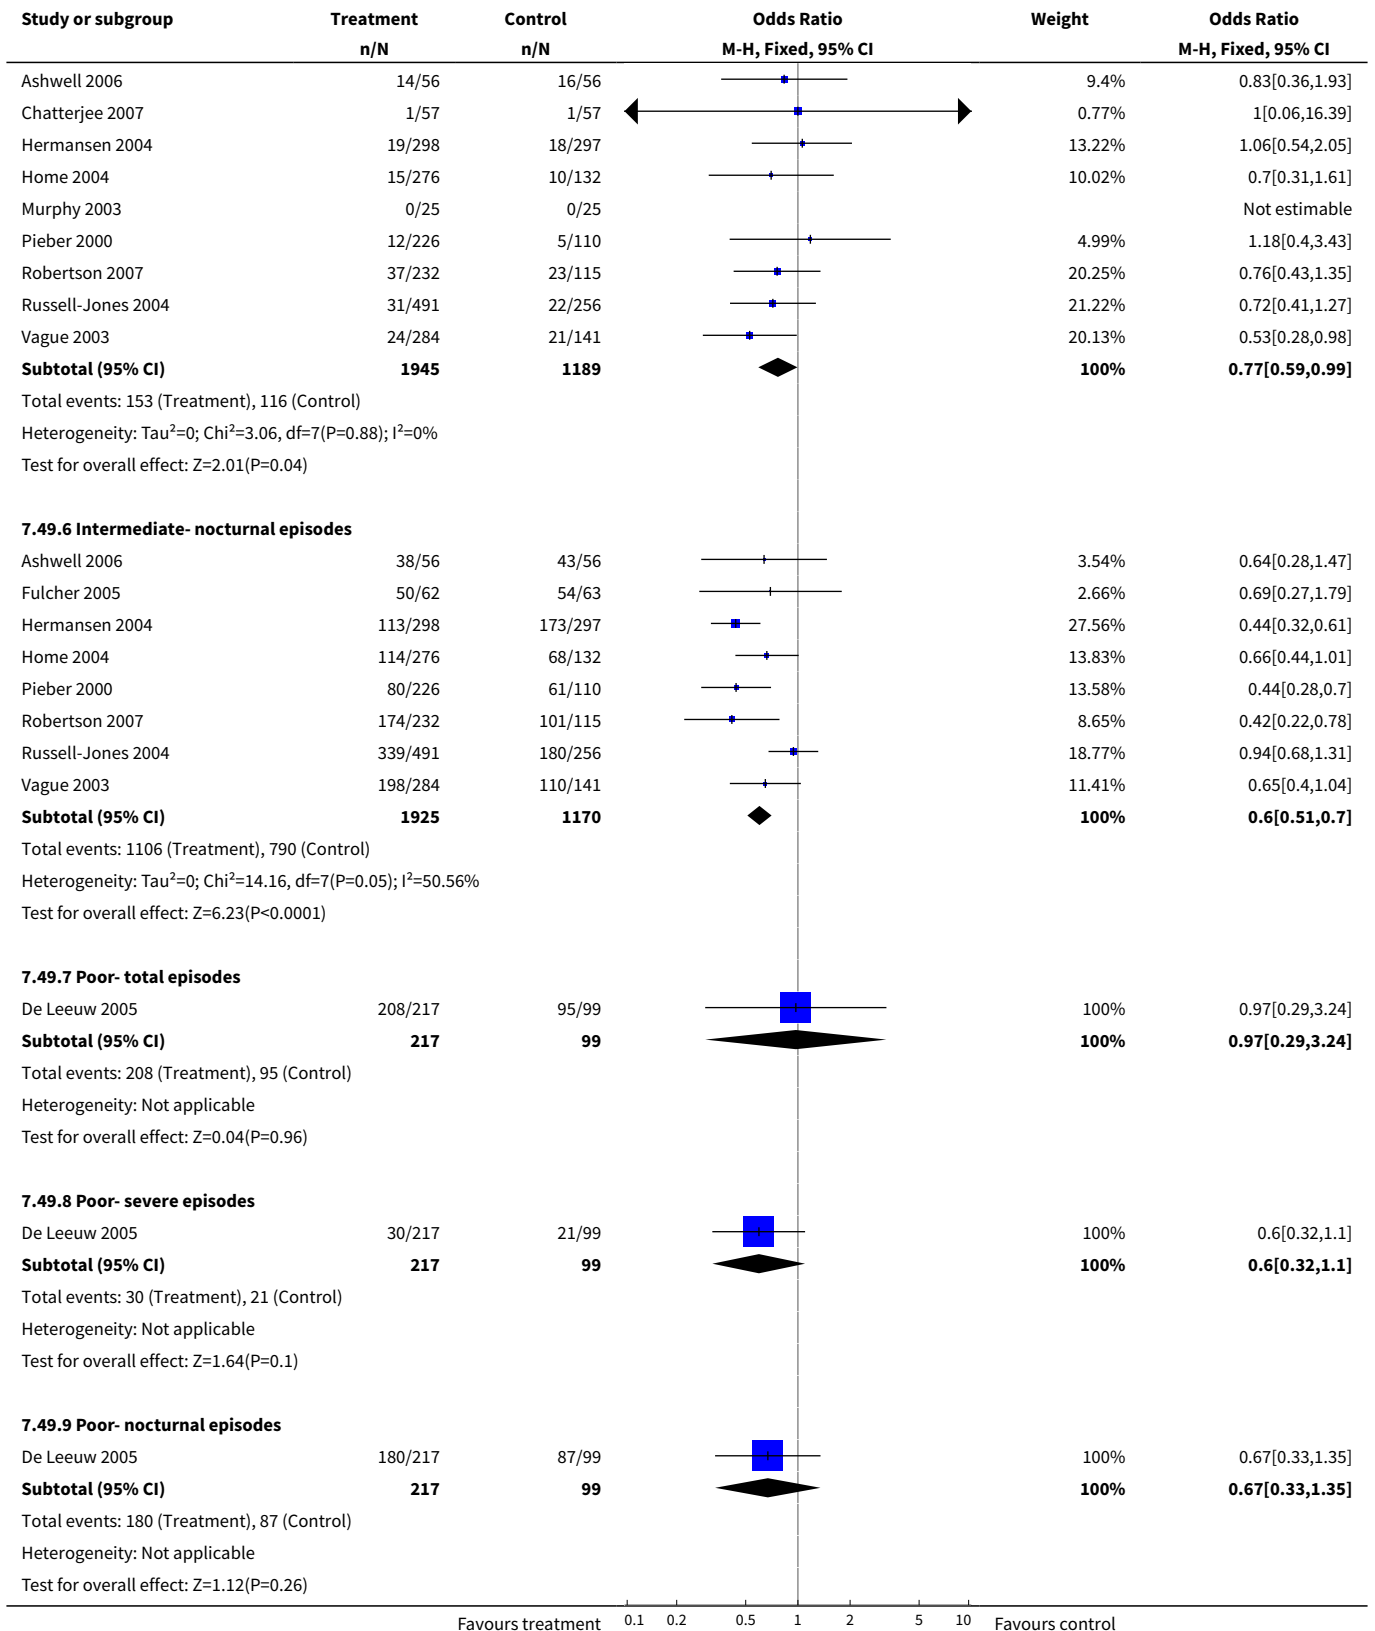 Study or subgroup Treatment Control Odds Ratio Weight Odds Ratio
n/N n/N M-H, Fixed, 95% CI M-H, Fixed, 95% CI
Ashwell 2006 14/56 16/56 9.4% 0.83[0.36,1.93]
Chatterjee 2007 1/57 1/57 0.77% 1[0.06,16.39]
Hermansen 2004 19/298 18/297 13.22% 1.06[0.54,2.05]
Home 2004 15/276 10/132 10.02% 0.7[0.31,1.61]
Murphy 2003 0/25 0/25 Not estimable
Pieber 2000 12/226 5/110 4.99% 1.18[0.4,3.43]
Robertson 2007 37/232 23/115 20.25% 0.76[0.43,1.35]
Russell-Jones 2004 31/491 22/256 21.22% 0.72[0.41,1.27]
Vague 2003 24/284 21/141 20.13% 0.53[0.28,0.98]
Subtotal (95% CI) 1945 1189 100% 0.77[0.59,0.99]
Total events: 153 (Treatment), 116 (Control)
Heterogeneity: Tau²=0; Chi²=3.06, df=7(P=0.88); I²=0%
Test for overall effect: Z=2.01(P=0.04)
7.49.6 Intermediate- nocturnal episodes
Ashwell 2006 38/56 43/56 3.54% 0.64[0.28,1.47]
Fulcher 2005 50/62 54/63 2.66% 0.69[0.27,1.79]
Hermansen 2004 113/298 173/297 27.56% 0.44[0.32,0.61]
Home 2004 114/276 68/132 13.83% 0.66[0.44,1.01]
Pieber 2000 80/226 61/110 13.58% 0.44[0.28,0.7]
Robertson 2007 174/232 101/115 8.65% 0.42[0.22,0.78]
Russell-Jones 2004 339/491 180/256 18.77% 0.94[0.68,1.31]
Vague 2003 198/284 110/141 11.41% 0.65[0.4,1.04]
Subtotal (95% CI) 1925 1170 100% 0.6[0.51,0.7]
Total events: 1106 (Treatment), 790 (Control)
Heterogeneity: Tau²=0; Chi²=14.16, df=7(P=0.05); I²=50.56%
Test for overall effect: Z=6.23(P<0.0001)
7.49.7 Poor- total episodes
De Leeuw 2005 208/217 95/99 100% 0.97[0.29,3.24]
Subtotal (95% CI) 217 99 100% 0.97[0.29,3.24]
Total events: 208 (Treatment), 95 (Control)
Heterogeneity: Not applicable
Test for overall effect: Z=0.04(P=0.96)
7.49.8 Poor- severe episodes
De Leeuw 2005 30/217 21/99 100% 0.6[0.32,1.1]
Subtotal (95% CI) 217 99 100% 0.6[0.32,1.1]
Total events: 30 (Treatment), 21 (Control)
Heterogeneity: Not applicable
Test for overall effect: Z=1.64(P=0.1)
7.49.9 Poor- nocturnal episodes
De Leeuw 2005 180/217 87/99 100% 0.67[0.33,1.35]
Subtotal (95% CI) 217 99 100% 0.67[0.33,1.35]
Total events: 180 (Treatment), 87 (Control)
Heterogeneity: Not applicable
Test for overall effect: Z=1.12(P=0.26)
Favours treatment 0.1 0.2 0.5 1 2 5 10 Favours control